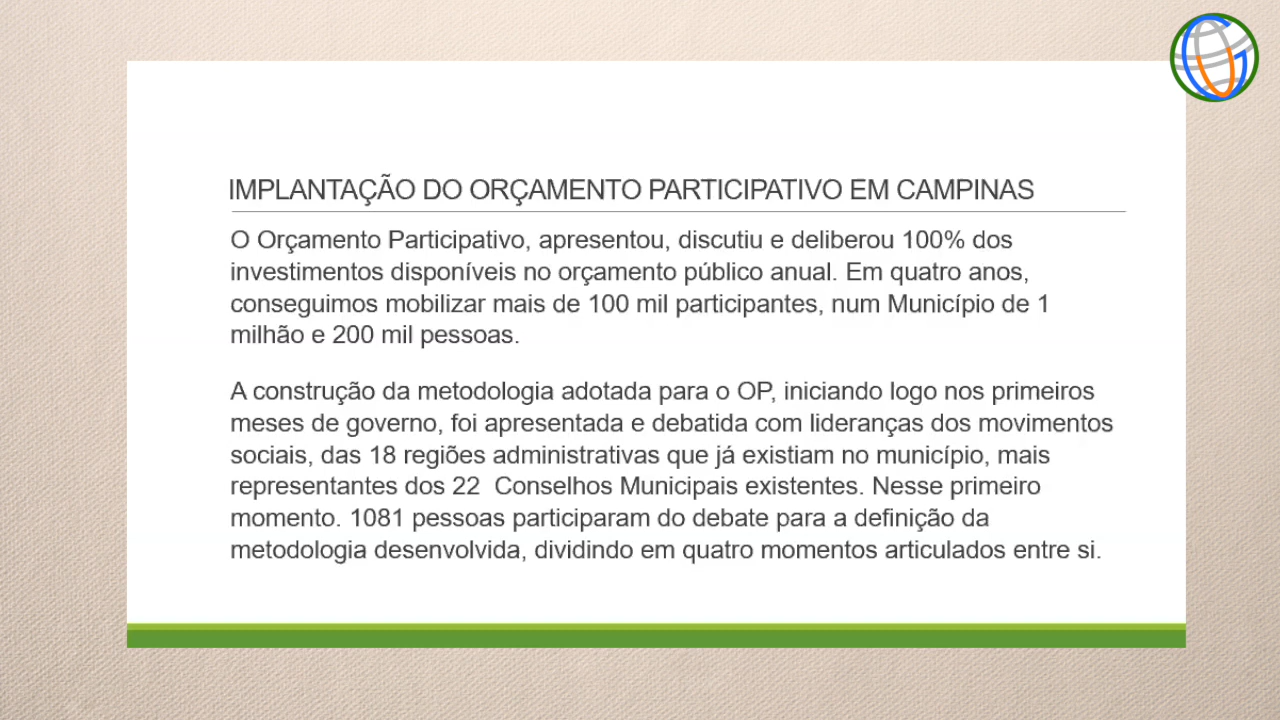 IMPLANTAÇÃO DO ORÇAMENTO PARTICIPATIVO EM CAMPINAS
O Orçamento Participativo, apresentou, discutiu e deliberou 100% dos
investimentos disponíveis no orçamento público anual. Em quatro anos,
conseguimos mobilizar mais de 100 mil participantes, num Município de 1
milhão e 200 mil pessoas.
A construção da metodologia adotada para o OP, iniciando logo nos primeiros
meses de governo, foi apresentada e debatida com lideranças dos movimentos
sociais, das 18 regiões administrativas que já existiam no município, mais
representantes dos 22  Conselhos Municipais existentes. Nesse primeiro
momento. 1081 pessoas participaram do debate para a definição da
metodologia desenvolvida, dividindo em quatro momentos articulados entre si.